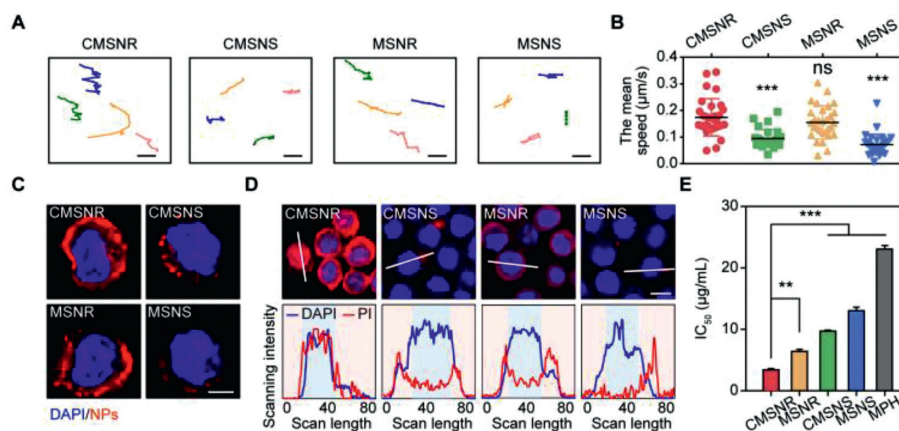 A
CMSNR CMSNS MSNR MSNS
B
CMSNR CMSNS MSNR MSNS
The mean
speed (μm/s)
0.4
0.3
0.2
0.1
0.0
*** ns ***
C
CMSNR CMSNS
MSNR MSNS
DAPI/NPs
D
CMSNR CMSNS MSNR MSNS
Scanning intensity
DAPI PI
0 40 80 0 40 80 0 40 80 0 40 80
Scan length Scan length Scan length Scan length
E
IC50 (μg/mL)
30
20
10
0
***
**
CMSNR MSNR CMSNS MSNS MPH